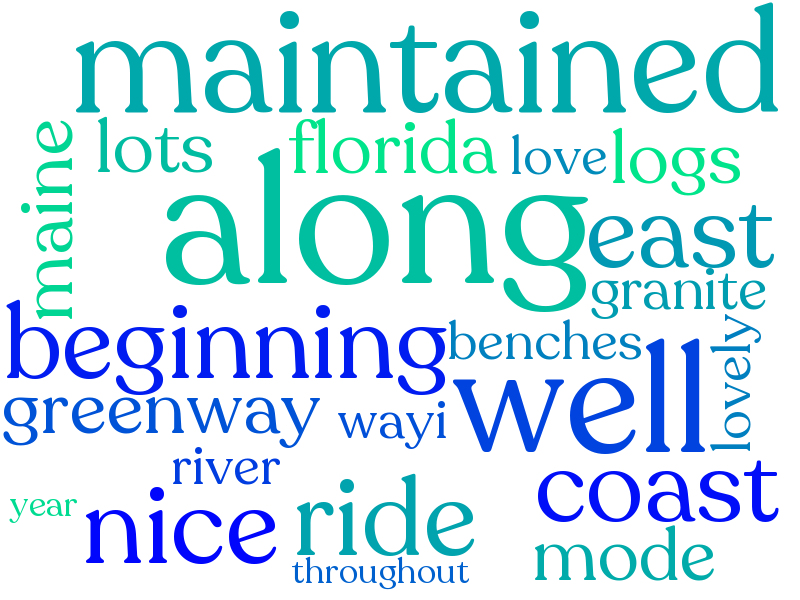 maintained
lots
florida
love
logs
maine
along
east
granite
beginning
benches
lovely
greenway
wayi
well
river
coast
year
nice
ride
mode
throughout